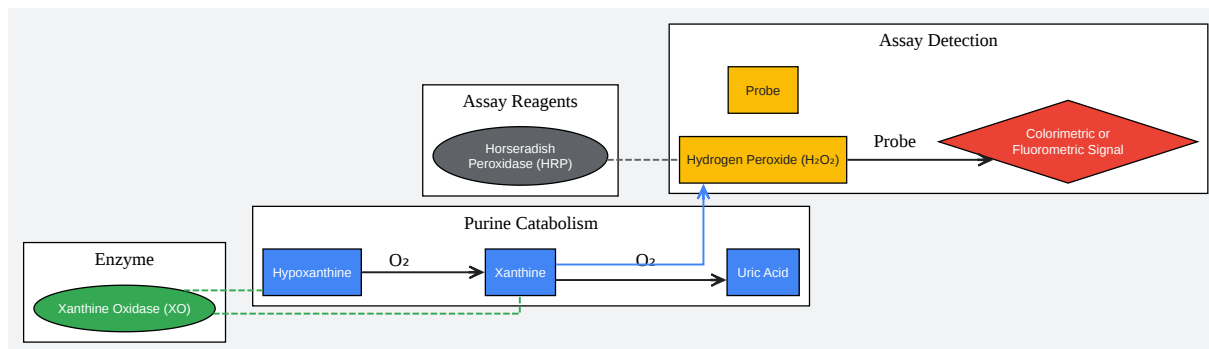 Assay Detection
Probe
Assay Reagents
Horseradish
Peroxidase (HRP)
Hydrogen Peroxide (H₂O₂)
Probe
Colorimetric or
Fluorometric Signal
Purine Catabolism
Enzyme
Hypoxanthine
O₂
Xanthine
O₂
Uric Acid
Xanthine Oxidase (XO)